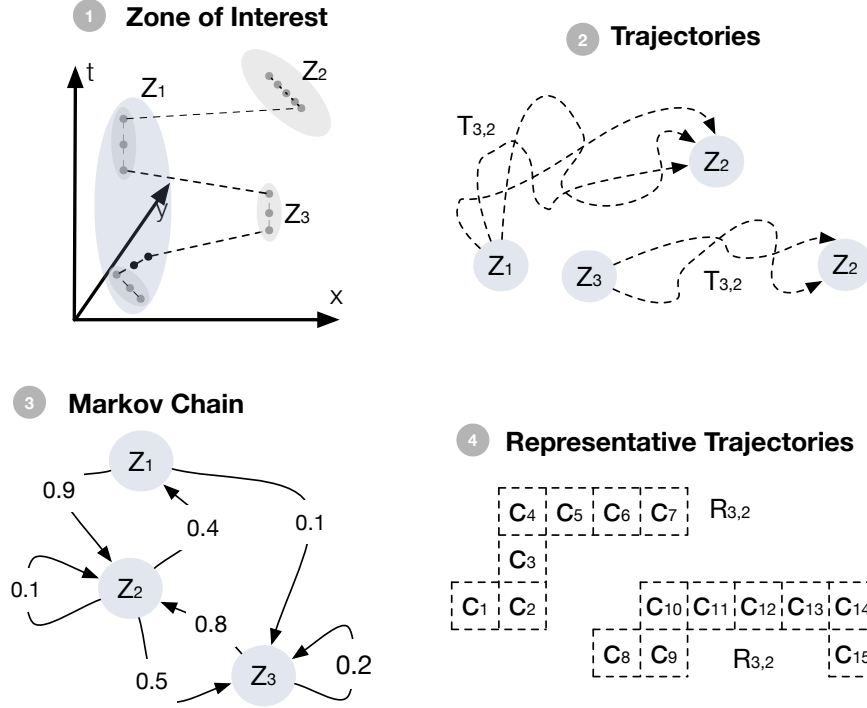 1 Zone of Interest
t
Z1
Z2
y
Z3
x
2 Trajectories
T3,2
Z2
Z1
Z3
T3,2
Z2
3 Markov Chain
Z1
0.9
0.1
0.4
0.1
Z2
0.8
0.5
Z3
0.2
4 Representative Trajectories
C4 C5 C6 C7 R3,2
C3
C1 C2
C10 C11 C12 C13 C14
C8 C9 R3,2 C15